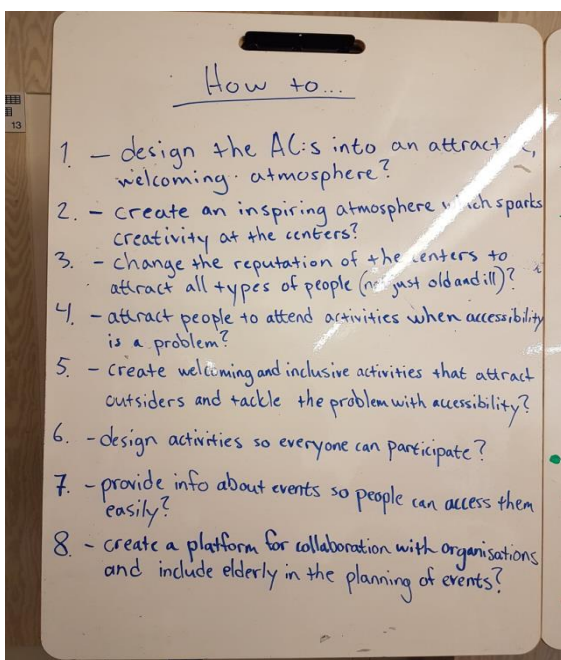 13
How to...
1 - design the AC:s into an attractive,
welcoming atmosphere?
2. - create an inspiring atmosphere which sparks
creativity at the centers?
3. - change the reputation of the centers to
attract all types of people (not just old and ill)?
4. - attract people to attend activities when accessibility
is a problem?
5. - create welcoming and inclusive activities that attract
outsiders and tackle the problem with accessibility?
6. - design activities so everyone can participate?
7. - provide info about events so people can access them
easily?
8 - create a platform for collaboration with organisations
and include elderly in the planning of events?